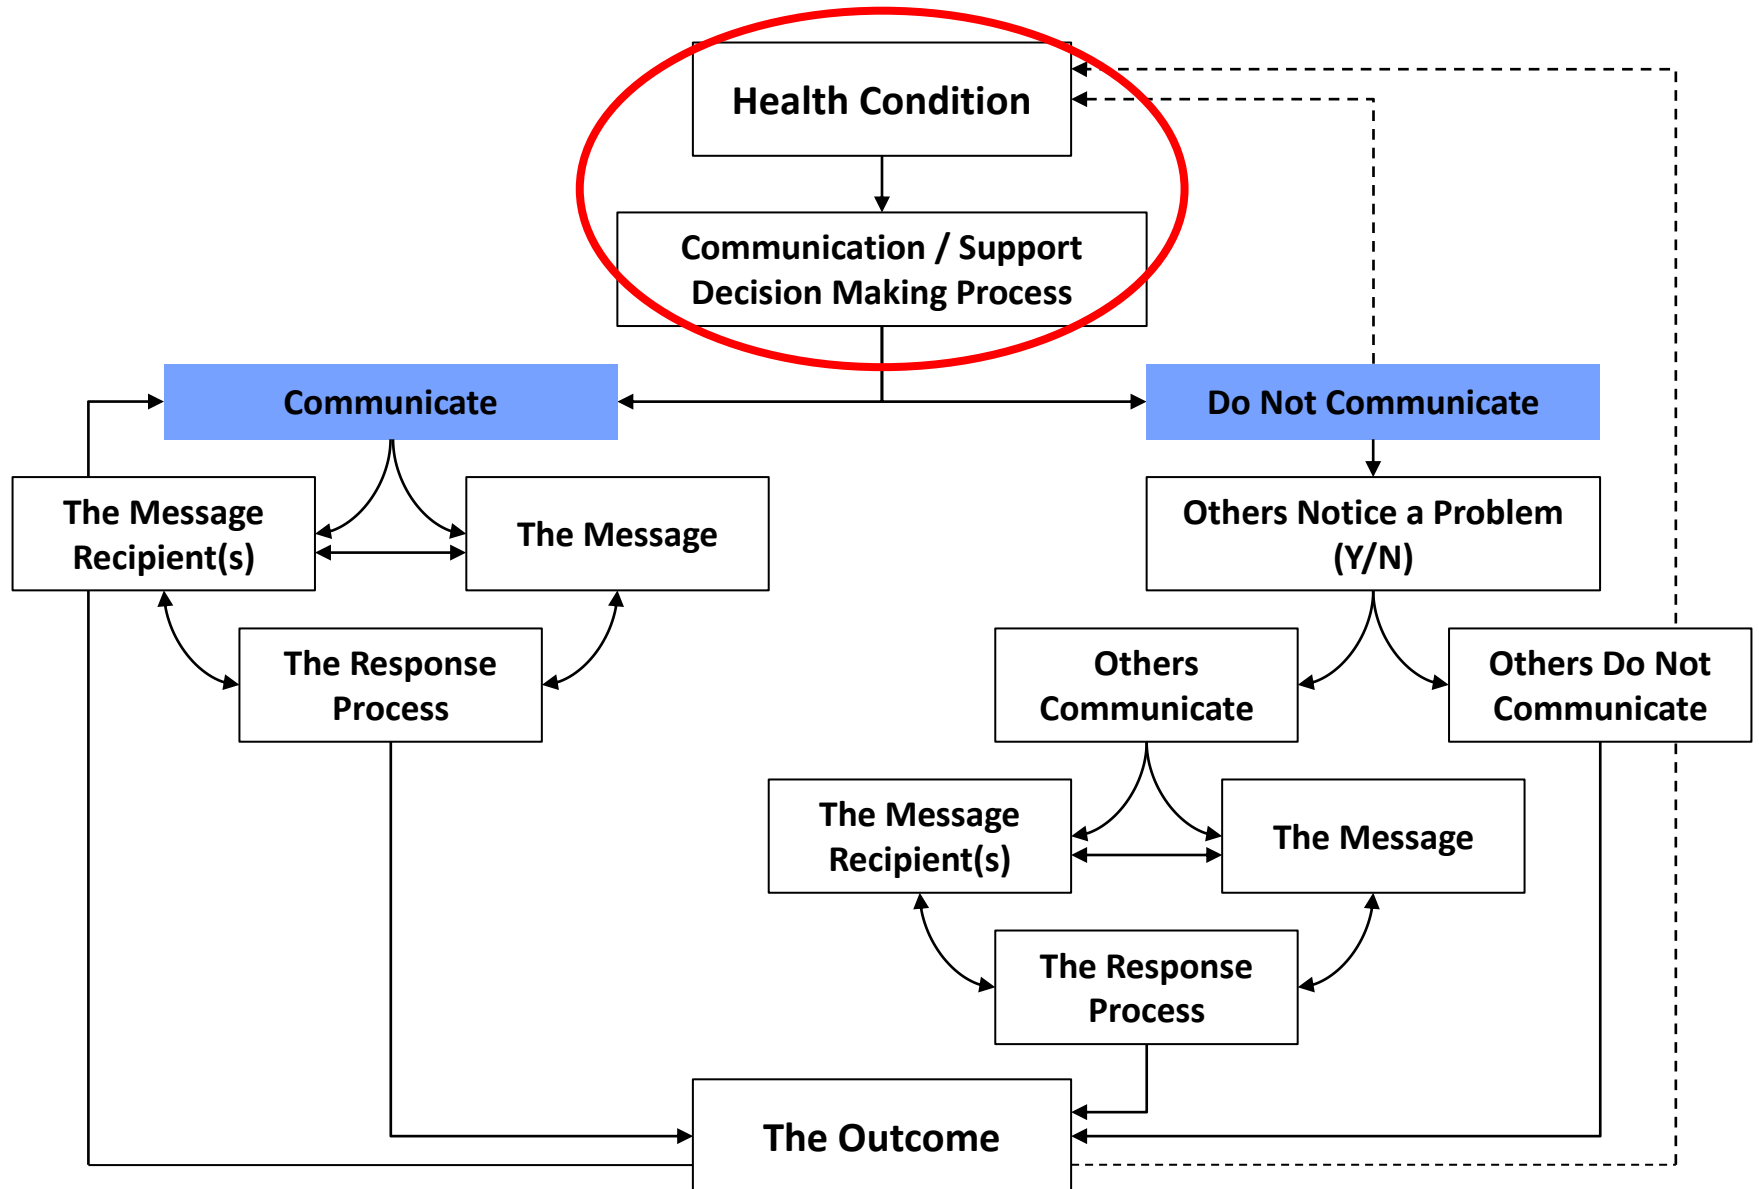 Health Condition
Communication / Support
Decision Making Process
Communicate
Do Not Communicate
The Message
Recipient(s)
The Message
Others Notice a Problem
(Y/N)
The Response
Process
Others
Communicate
Others Do Not
Communicate
The Message
Recipient(s)
The Message
The Response
Process
The Outcome